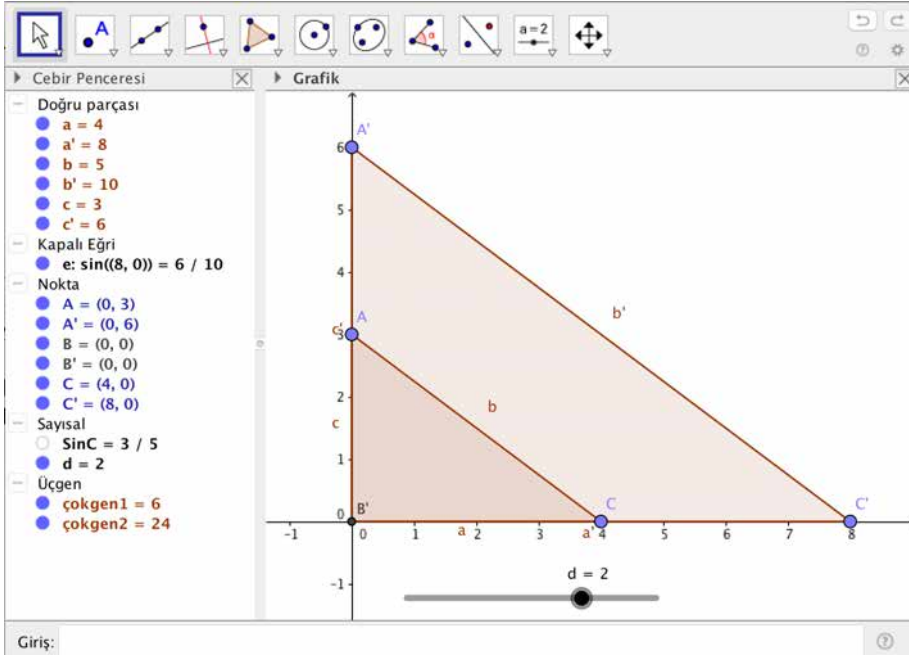 A
α
a=2
Cebir Penceresi
Grafik
Doğru parçası
a = 4
a' = 8
b = 5
b' = 10
c = 3
c' = 6
Kapalı Eğri
e: sin((8, 0)) = 6 / 10
Nokta
A = (0, 3)
A' = (0, 6)
B = (0, 0)
B' = (0, 0)
C = (4, 0)
C' = (8, 0)
Sayısal
SinC = 3 / 5
d = 2
Üçgen
çokgen1 = 6
çokgen2 = 24
A'
6
5
4
b'
A
c'
3
2
b
c
1
0
B'
C
C'
-1
0
1
a
2
3
a'
4
5
6
7
8
-1
d = 2
Giriş: